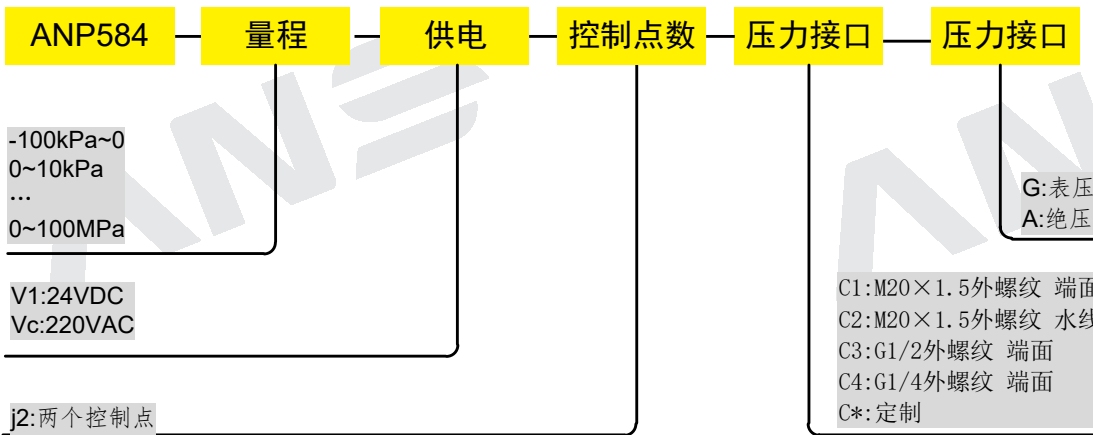 ANP584 量程 供电 控制点数 压力接口 压力接口
-100kPa~0
0~10kPa
...
0~100MPa
G:表压
A:绝压
V1:24VDC
Vc:220VAC
C1:M20×1.5外螺纹 端面
C2:M20×1.5外螺纹 水线
C3:G1/2外螺纹 端面
C4:G1/4外螺纹 端面
C*:定制
j2:两个控制点
ANS